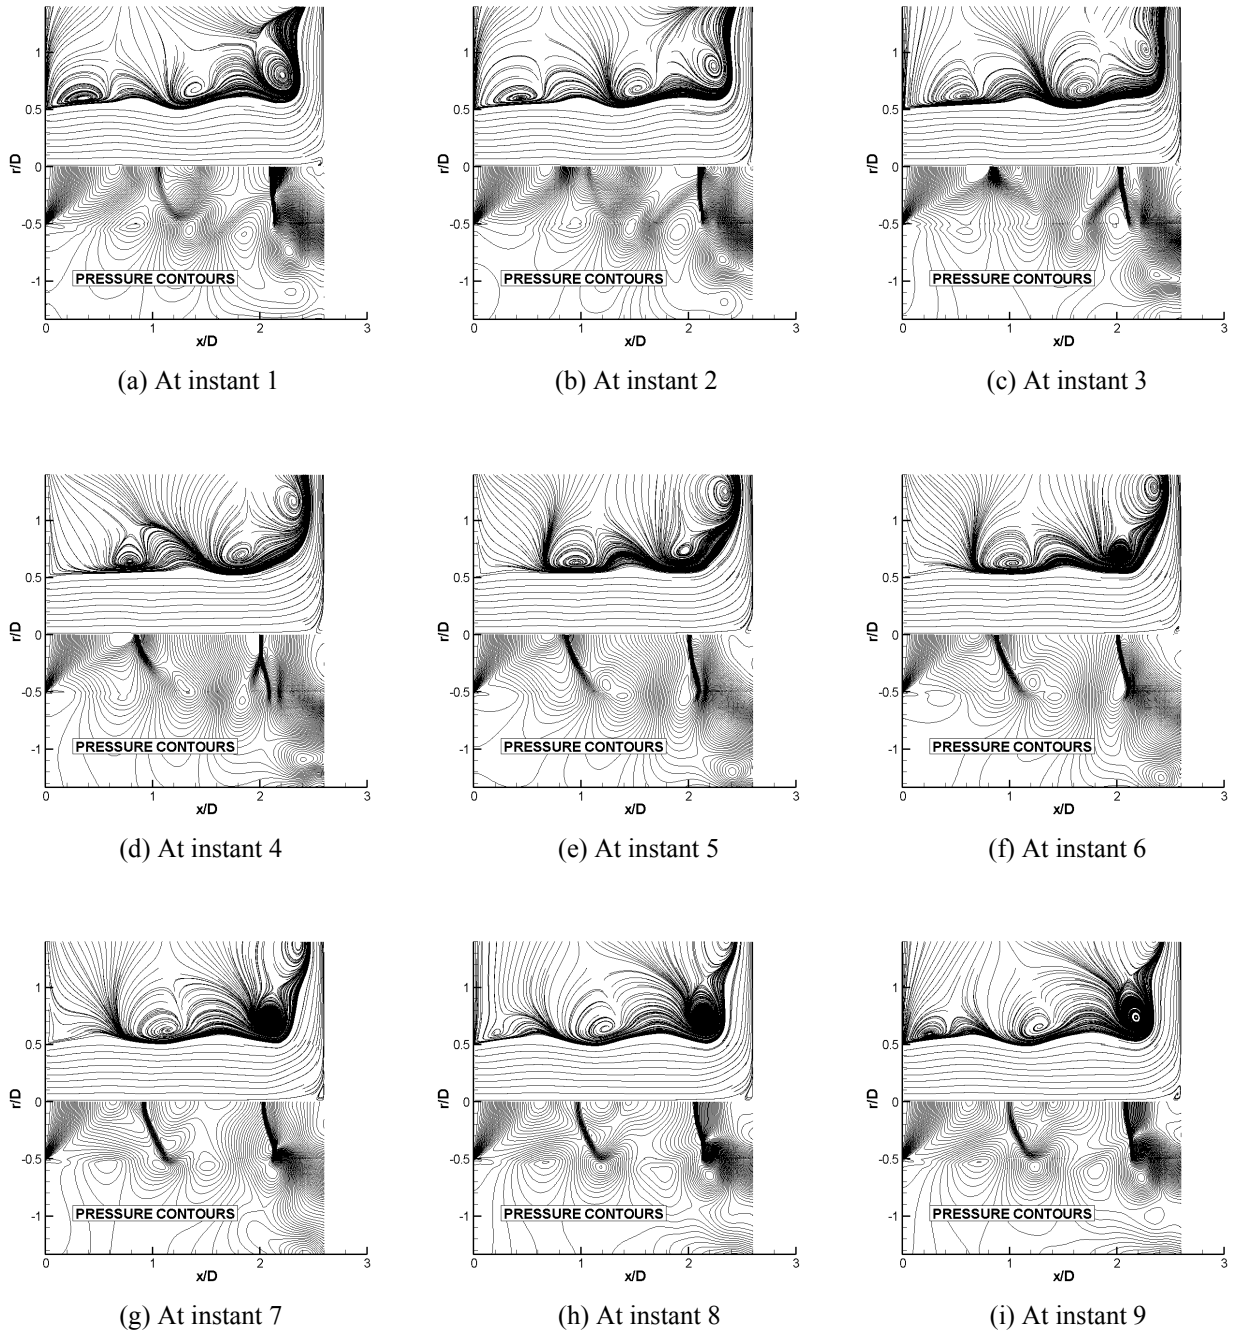 1
0.5
0
-0.5
-1
r/D
PRESSURE CONTOURS
0 1 2 3
x/D
(a) At instant 1
1
0.5
0
-0.5
-1
r/D
PRESSURE CONTOURS
0 1 2 3
x/D
(b) At instant 2
1
0.5
0
-0.5
-1
r/D
PRESSURE CONTOURS
0 1 2 3
x/D
(c) At instant 3
1
0.5
0
-0.5
-1
r/D
PRESSURE CONTOURS
0 1 2 3
x/D
(d) At instant 4
1
0.5
0
-0.5
-1
r/D
PRESSURE CONTOURS
0 1 2 3
x/D
(e) At instant 5
1
0.5
0
-0.5
-1
r/D
PRESSURE CONTOURS
0 1 2 3
x/D
(f) At instant 6
1
0.5
0
-0.5
-1
r/D
PRESSURE CONTOURS
0 1 2 3
x/D
(g) At instant 7
1
0.5
0
-0.5
-1
r/D
PRESSURE CONTOURS
0 1 2 3
x/D
(h) At instant 8
1
0.5
0
-0.5
-1
r/D
PRESSURE CONTOURS
0 1 2 3
x/D
(i) At instant 9